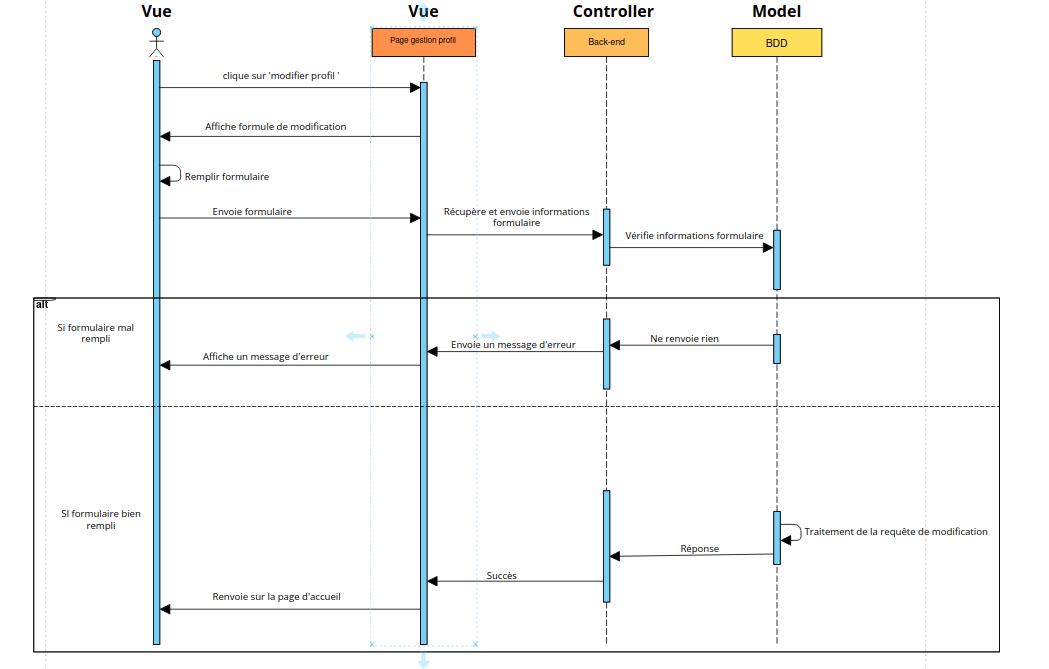 Vue
Vue
Controller
Model
Page gestion profil
Back-end
BDD
clique sur 'modifier profil '
Affiche formule de modification
Remplir formulaire
Envoie formulaire
Récupère et envoie informations
formulaire
Vérifie informations formulaire
alt
Si formulaire mal
rempli
Ne renvoie rien
Envoie un message d'erreur
Affiche un message d'erreur
SI formulaire bien
rempli
Traitement de la requête de modification
Réponse
Succès
Renvoie sur la page d'accueil